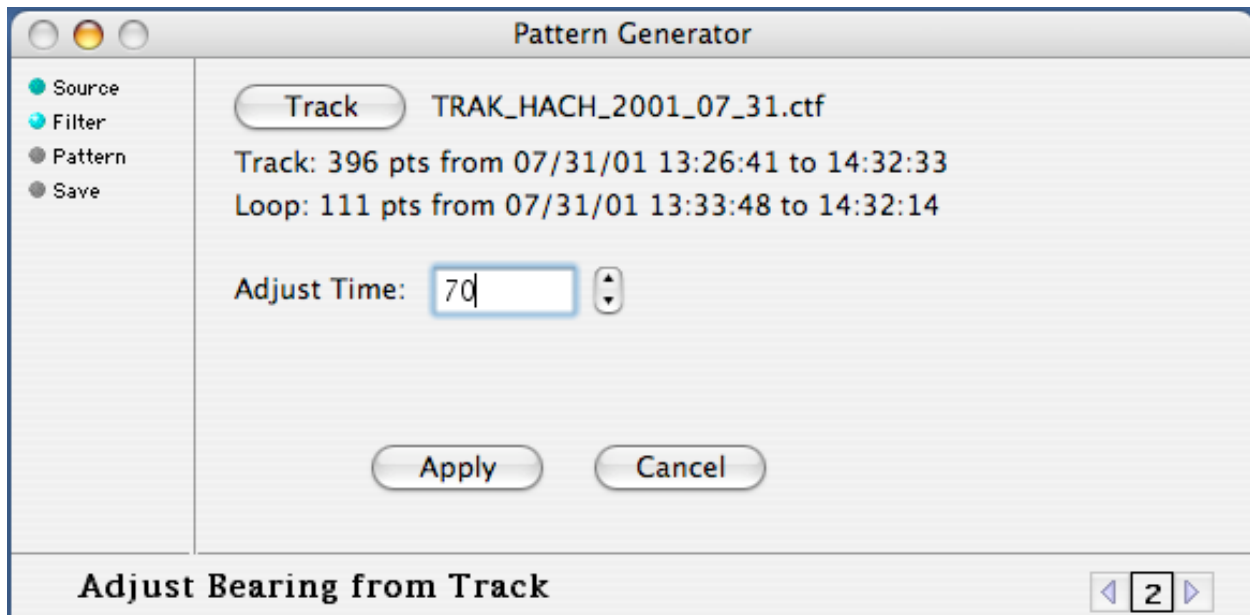 Pattern Generator
Source
Filter
Pattern
Save
Track TRAK_HACH_2001_07_31.ctf
Track: 396 pts from 07/31/01 13:26:41 to 14:32:33
Loop: 111 pts from 07/31/01 13:33:48 to 14:32:14
Adjust Time: 70
Apply Cancel
Adjust Bearing from Track
2